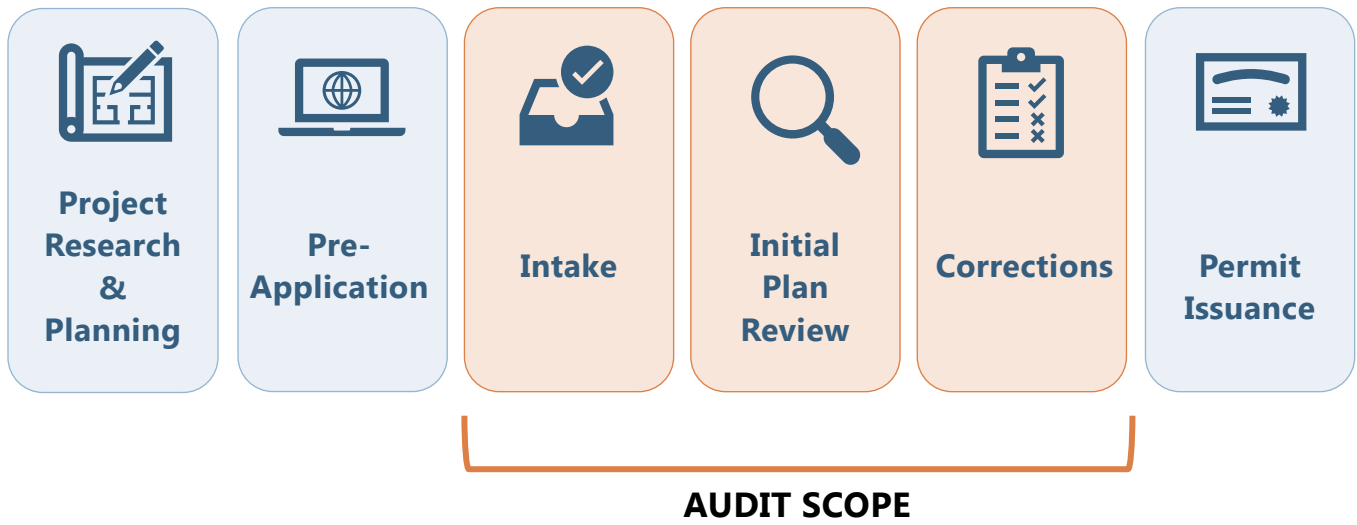 Project
Research
&
Planning
Pre-
Application
Intake
Initial
Plan
Review
Corrections
Permit
Issuance
AUDIT SCOPE